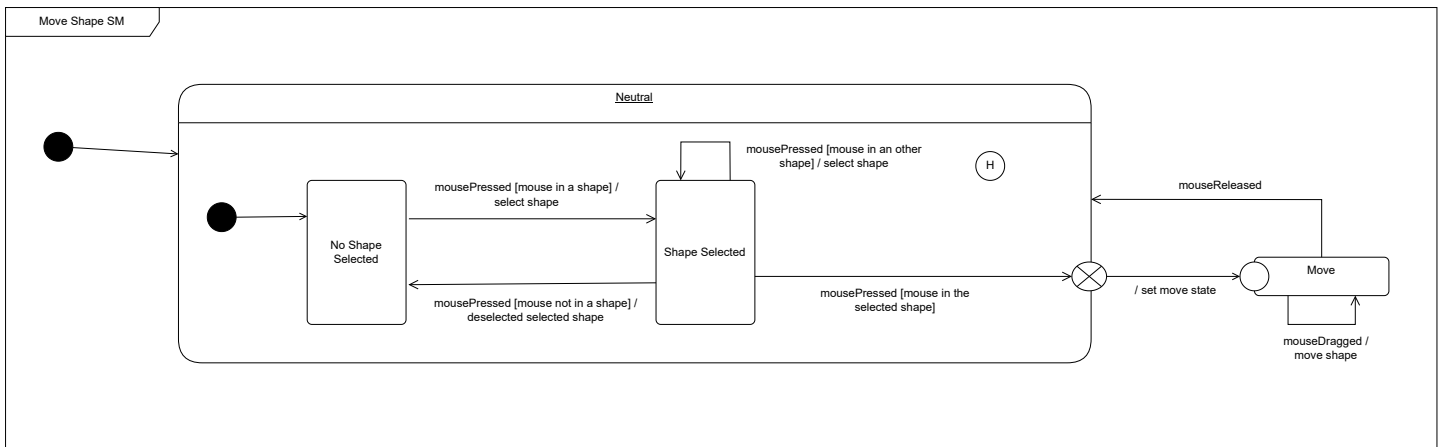 Move Shape SM
Neutral
mousePressed [mouse in an other
shape] / select shape
H
mousePressed [mouse in a shape] /
select shape
mouseReleased
No Shape
Selected
Shape Selected
Move
mousePressed [mouse not in a shape] /
deselected selected shape
mousePressed [mouse in the
selected shape]
/ set move state
mouseDragged /
move shape